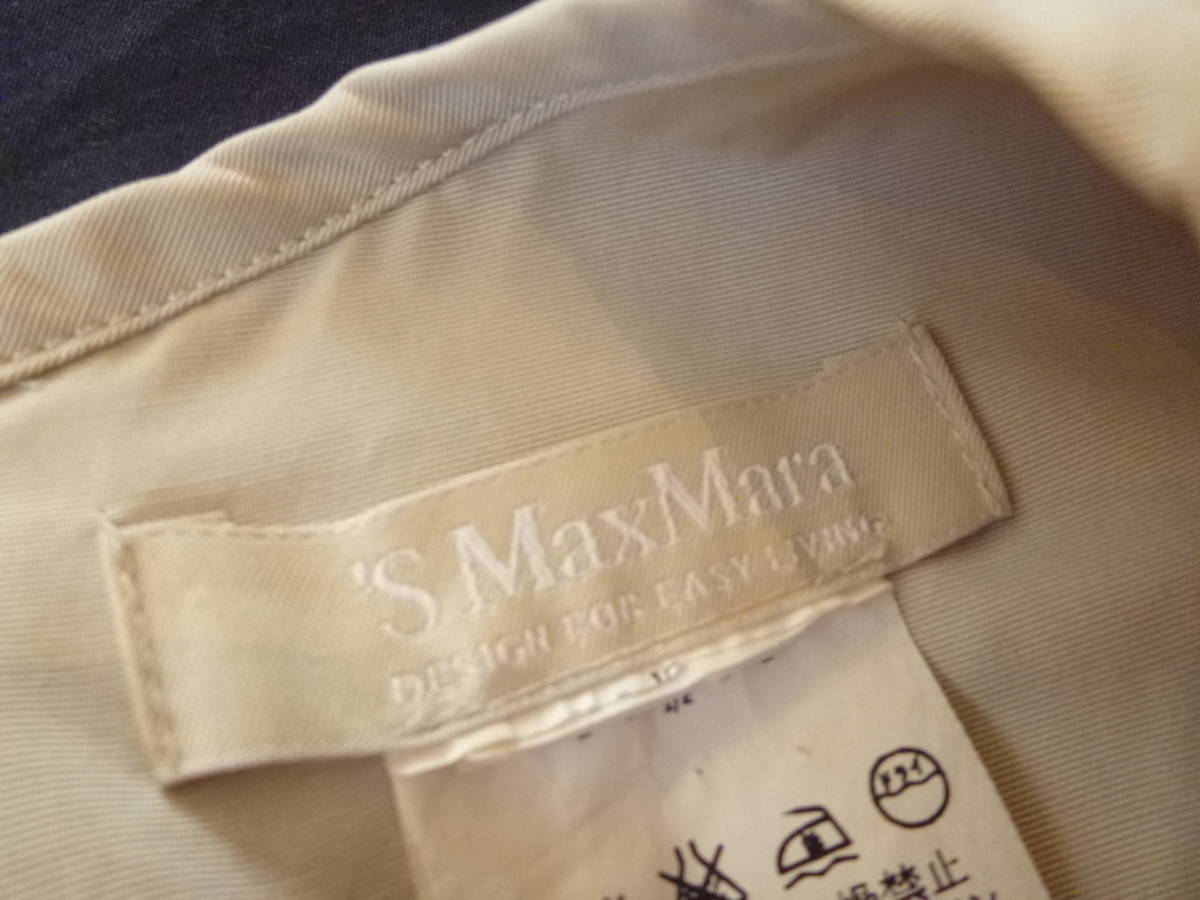 'S MaxMara
DESIGN FOR EASY LIVING
ドライ
禁止